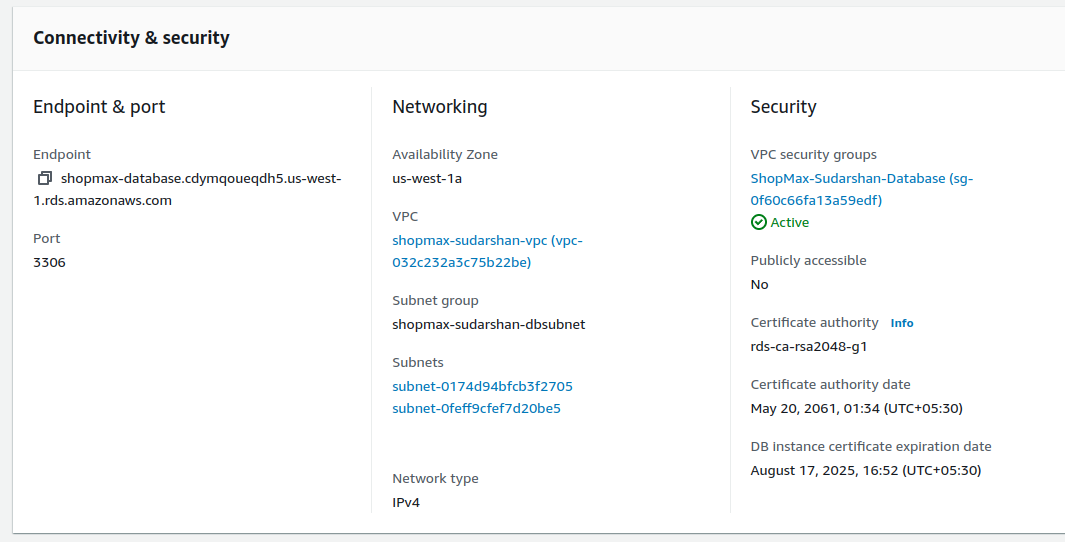 Connectivity & security
Endpoint & port
Endpoint
shopmax-database.cdymqoueqdh5.us-west-
1.rds.amazonaws.com
Port
3306
Networking
Availability Zone
us-west-1a
VPC
shopmax-sudarshan-vpc (vpc-
032c232a3c75b22be)
Subnet group
shopmax-sudarshan-dbsubnet
Subnets
subnet-0174d94bfcb3f2705
subnet-0feff9cfef7d20be5
Network type
IPv4
Security
VPC security groups
ShopMax-Sudarshan-Database (sg-
0f60c66fa13a59edf)
Active
Publicly accessible
No
Certificate authority Info
rds-ca-rsa2048-g1
Certificate authority date
May 20, 2061, 01:34 (UTC+05:30)
DB instance certificate expiration date
August 17, 2025, 16:52 (UTC+05:30)